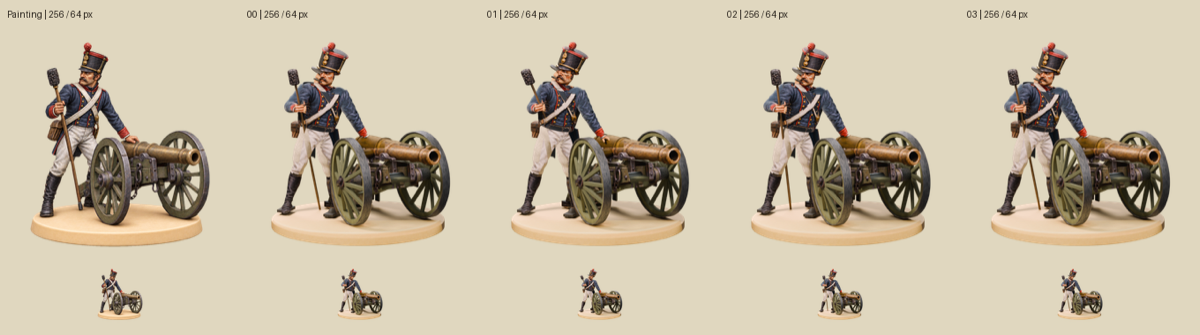 Painting | 256 / 64 px
00 | 256 / 64 px
01 | 256 / 64 px
02 | 256 / 64 px
03 | 256 / 64 px